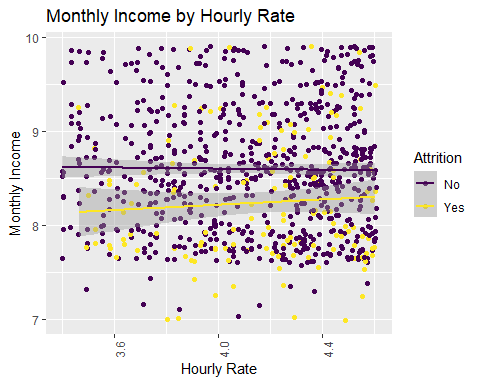 Monthly Income by Hourly Rate
Monthly Income
10
9
8
7
3.6
4.0
4.4
Hourly Rate
Attrition
No
Yes